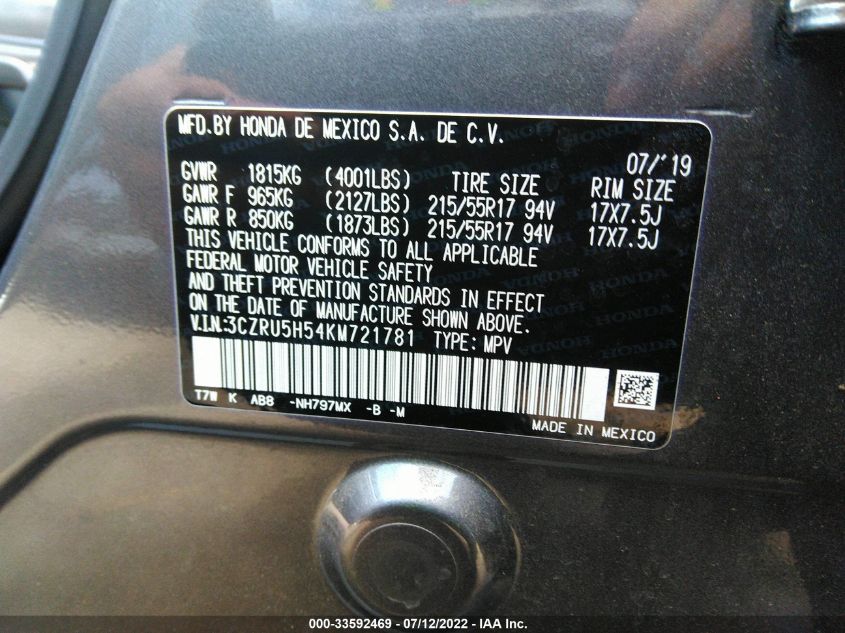 MFD.BY HONDA DE MEXICO S.A. DE C.V.
07/'19
GVWR 1815KG (4001LBS) TIRE SIZE RIM SIZE
GAWR F 965KG (2127LBS) 215/55R17 94V 17X7.5J
GAWR R 850KG (1873LBS) 215/55R17 94V 17X7.5J
THIS VEHICLE CONFORMS TO ALL APPLICABLE
FEDERAL MOTOR VEHICLE SAFETY
AND THEFT PREVENTION STANDARDS IN EFFECT
ON THE DATE OF MANUFACTURE SHOWN ABOVE.
V.I.N.:3CZRU5H54KM721781 TYPE: MPV
T7W K AB8 -NH797MX -B -M
MADE IN MEXICO
000-33592469 - 07/12/2022 - IAA Inc.